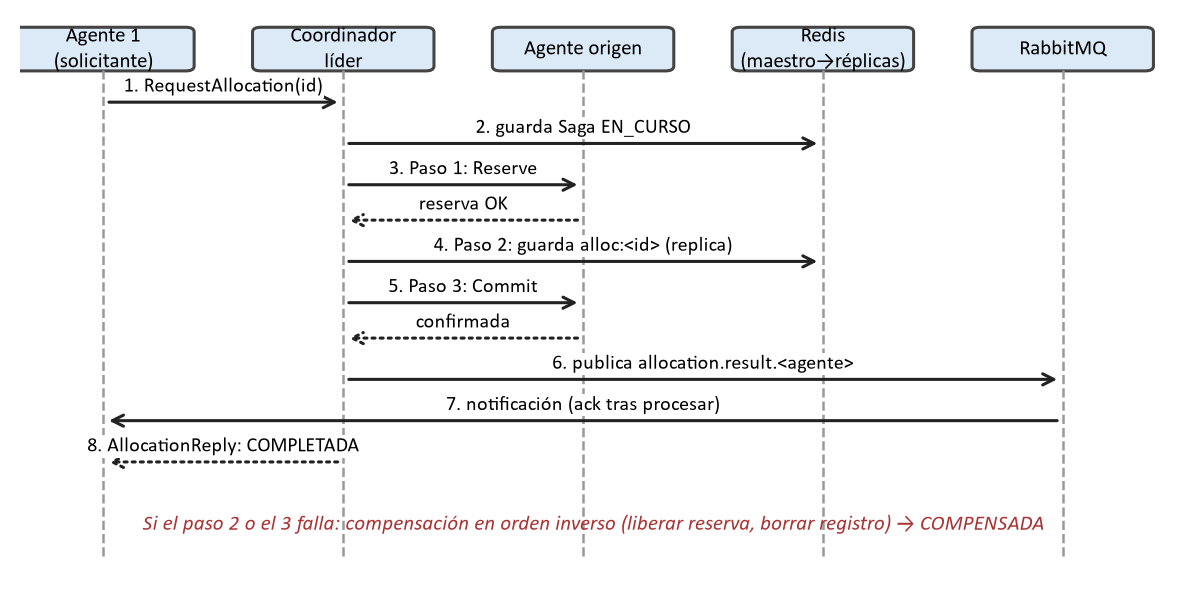 Agente 1
(solicitante)
Coordinador
líder
Agente origen
Redis
(maestro→réplicas)
RabbitMQ
1. RequestAllocation(id)
2. guarda Saga EN_CURSO
3. Paso 1: Reserve
reserva OK
4. Paso 2: guarda alloc:<id> (replica)
5. Paso 3: Commit
confirmada
6. publica allocation.result.<agente>
7. notificación (ack tras procesar)
8. AllocationReply: COMPLETADA
Si el paso 2 o el 3 falla: compensación en orden inverso (liberar reserva, borrar registro) → COMPENSADA